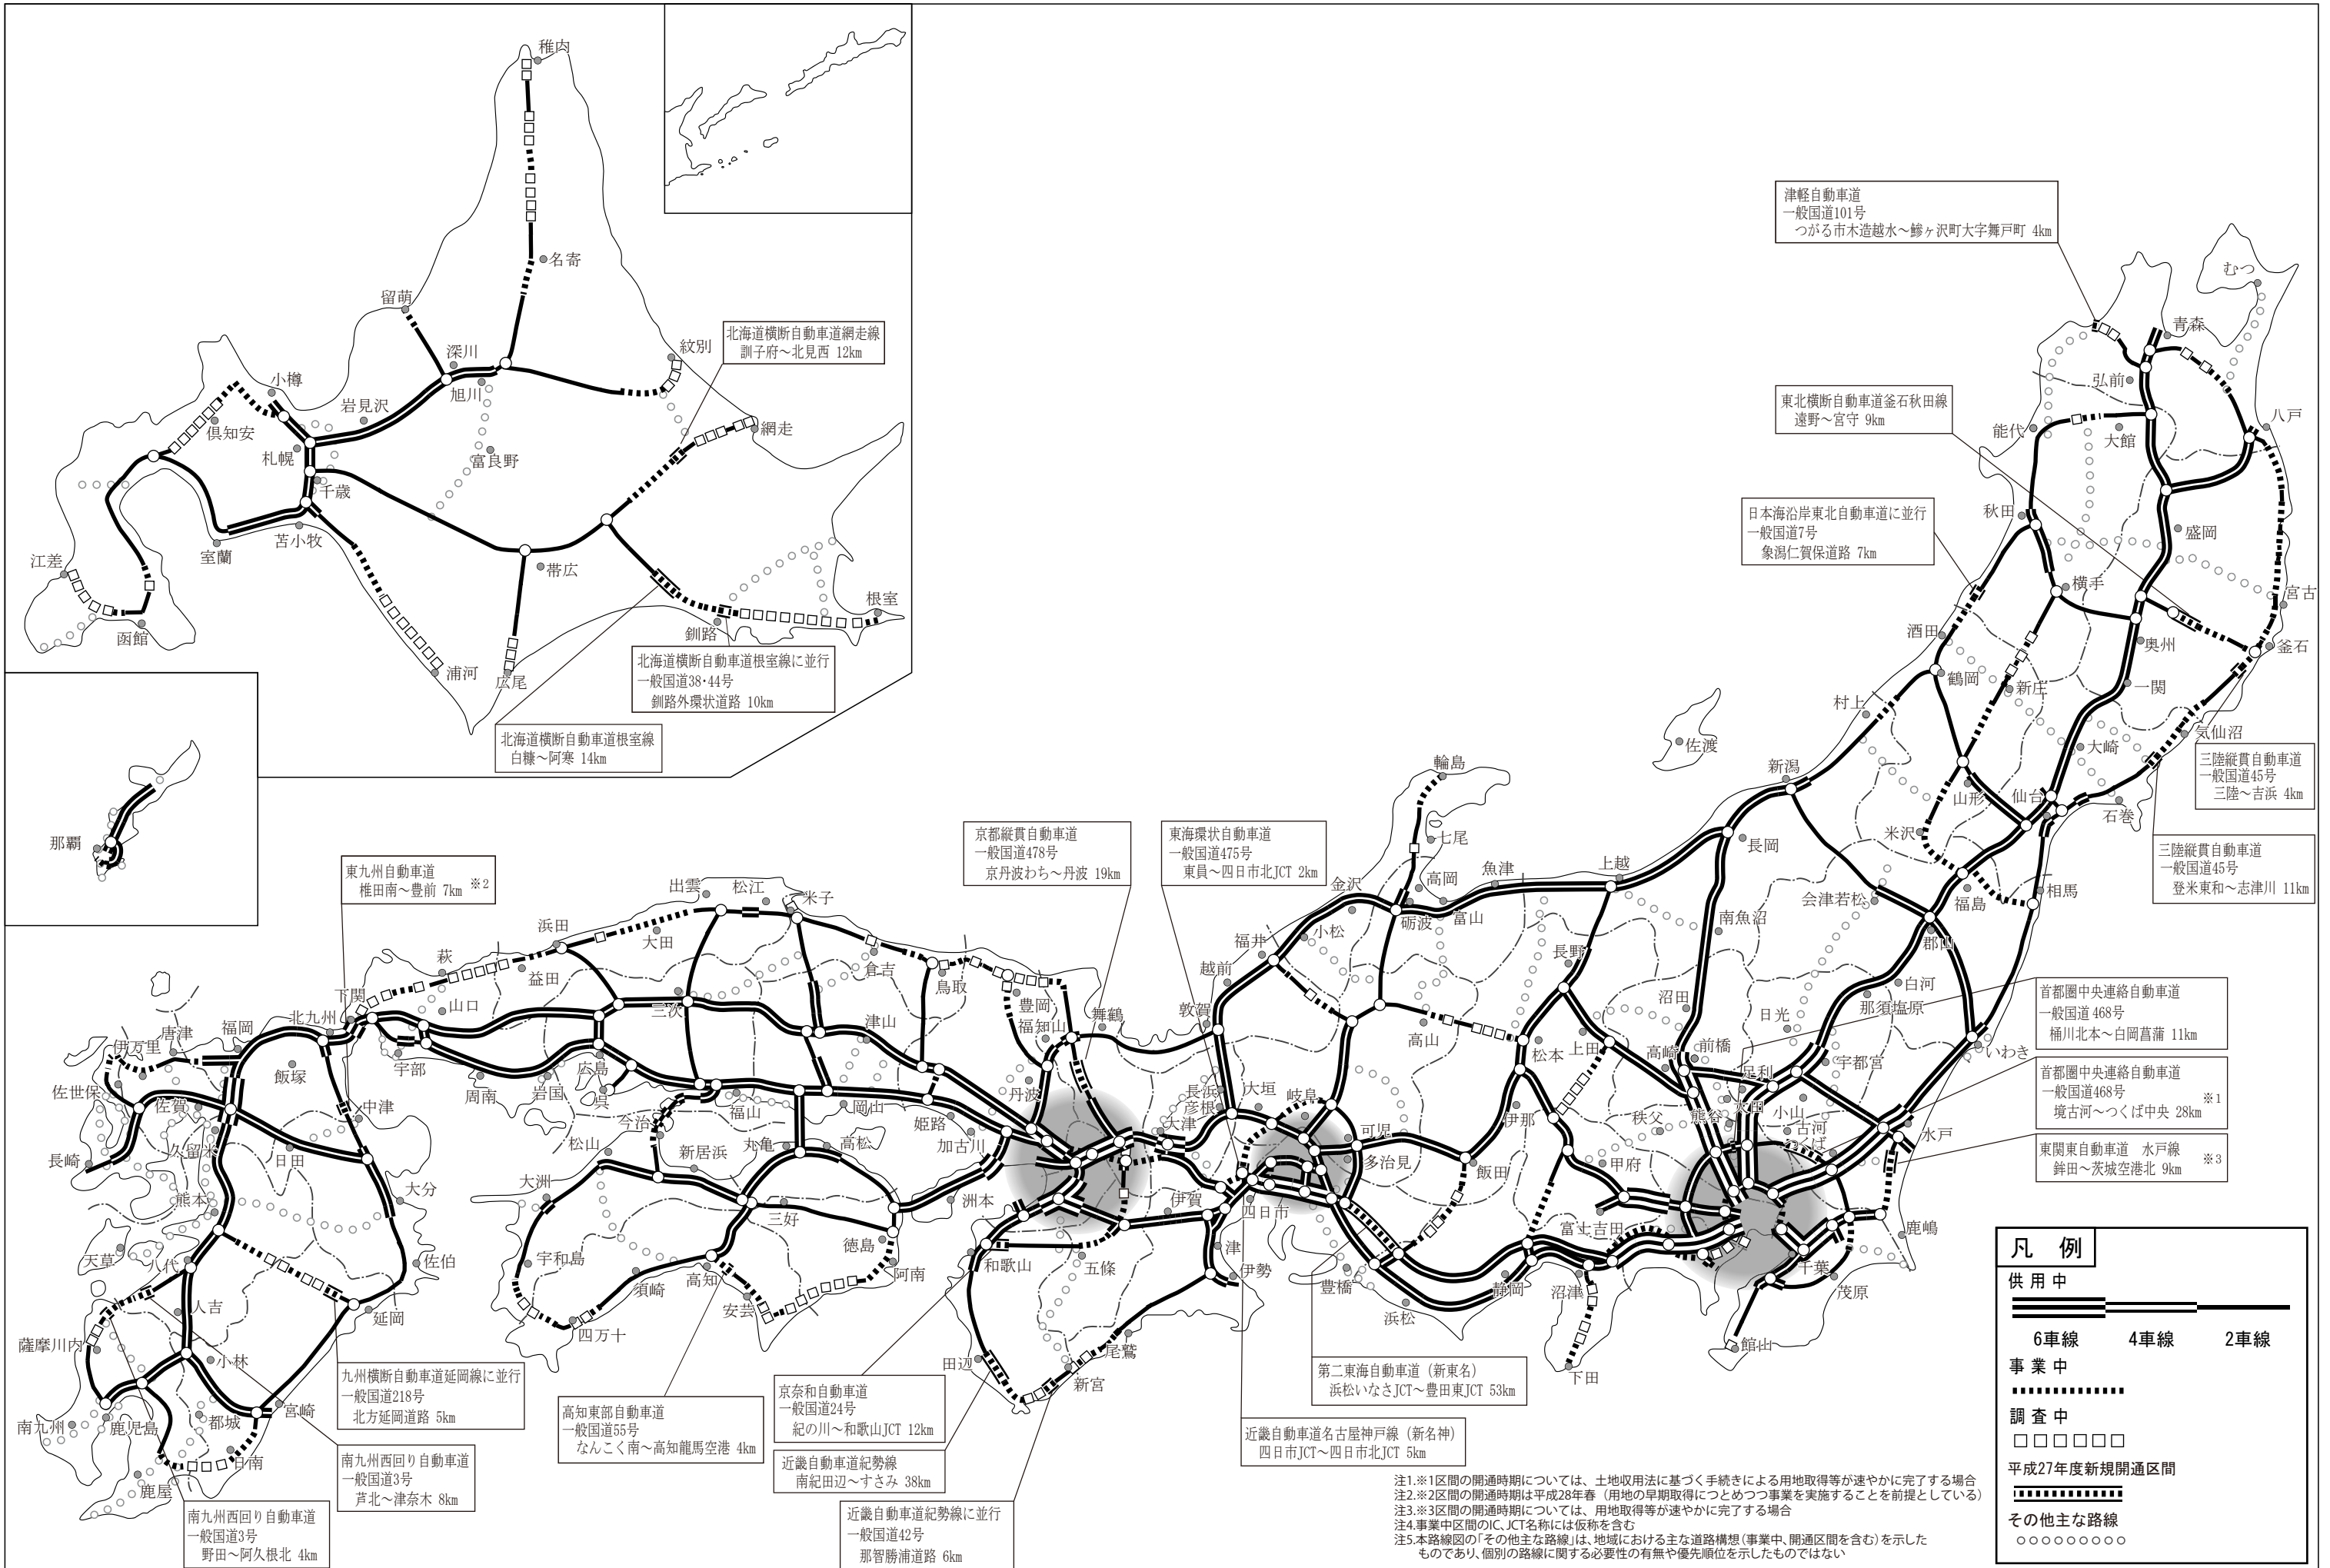 稚内
名寄
留萌
深川
旭川
紋別
北海道横断自動車道網走線
訓子府～北見西 12km
小樽
岩見沢
倶知安
札幌
富良野
網走
千歳
室蘭
苫小牧
帯広
江差
函館
釧路
根室
浦河
広尾
北海道横断自動車道根室線に並行
一般国道38・44号
釧路外環状道路 10km
北海道横断自動車道根室線
白糠～阿寒 14km
那覇
津軽自動車道
一般国道101号
つがる市木造越水～鰺ヶ沢町大字舞戸町 4km
むつ
青森
弘前
八戸
東北横断自動車道釜石秋田線
遠野～宮守 9km
能代
大館
日本海沿岸東北自動車道に並行
一般国道7号
象潟仁賀保道路 7km
秋田
盛岡
横手
宮古
酒田
奥州
釜石
鶴岡
新庄
一関
村上
佐渡
大崎
気仙沼
三陸縦貫自動車道
一般国道45号
三陸～吉浜 4km
新潟
山形
仙台
石巻
米沢
三陸縦貫自動車道
一般国道45号
登米東和～志津川 11km
長岡
輪島
七尾
魚津
上越
金沢
高岡
会津若松
福島
相馬
砺波
富山
南魚沼
福井
小松
郡山
越前
長野
白河
沼田
那須塩原
日光
首都圏中央連絡自動車道
一般国道468号
桶川北本～白岡菖蒲 11km
敦賀
高山
松本
上田
高崎
前橋
宇都宮
いわき
足利
首都圏中央連絡自動車道
一般国道468号
境古河～つくば中央 28km
※1
長浜
彦根
大垣
岐阜
伊那
秩父
熊谷
太田
小山
古河
つくば
水戸
東関東自動車道　水戸線
鉾田～茨城空港北 9km
※3
大津
可児
多治見
飯田
甲府
伊賀
四日市
富士吉田
鹿嶋
津
伊勢
豊橋
浜松
静岡
沼津
千葉
茂原
館山
下田
京都縦貫自動車道
一般国道478号
京丹波わち～丹波 19km
東海環状自動車道
一般国道475号
東員～四日市北JCT 2km
東九州自動車道
椎田南～豊前 7km
※2
出雲
松江
米子
浜田
大田
倉吉
萩
益田
鳥取
豊岡
福知山
舞鶴
下関
山口
三次
津山
北九州
福岡
唐津
伊万里
飯塚
宇部
周南
岩国
広島
呉
福山
岡山
姫路
丹波
加古川
佐世保
佐賀
中津
今治
松山
新居浜
丸亀
高松
久留米
日田
長崎
大洲
洲本
大分
熊本
三好
徳島
天草
八代
佐伯
宇和島
須崎
高知
阿南
和歌山
五條
安芸
人吉
延岡
四万十
尾鷲
薩摩川内
小林
田辺
新宮
宮崎
都城
南九州
鹿児島
日南
鹿屋
九州横断自動車道延岡線に並行
一般国道218号
北方延岡道路 5km
高知東部自動車道
一般国道55号
なんこく南～高知龍馬空港 4km
京奈和自動車道
一般国道24号
紀の川～和歌山JCT 12km
第二東海自動車道（新東名）
浜松いなさJCT～豊田東JCT 53km
近畿自動車道名古屋神戸線（新名神）
四日市JCT～四日市北JCT 5km
南九州西回り自動車道
一般国道3号
芦北～津奈木 8km
近畿自動車道紀勢線
南紀田辺～すさみ 38km
南九州西回り自動車道
一般国道3号
野田～阿久根北 4km
近畿自動車道紀勢線に並行
一般国道42号
那智勝浦道路 6km
凡　例
供用中
6車線
4車線
2車線
事業中
調査中
平成27年度新規開通区間
その他主な路線
注1.※1区間の開通時期については、土地収用法に基づく手続きによる用地取得等が速やかに完了する場合
注2.※2区間の開通時期は平成28年春（用地の早期取得につとめつつ事業を実施することを前提としている）
注3.※3区間の開通時期については、用地取得等が速やかに完了する場合
注4.事業中区間のIC、JCT名称には仮称を含む
注5.本路線図の「その他主な路線」は、地域における主な道路構想（事業中、開通区間を含む）を示した
ものであり、個別の路線に関する必要性の有無や優先順位を示したものではない